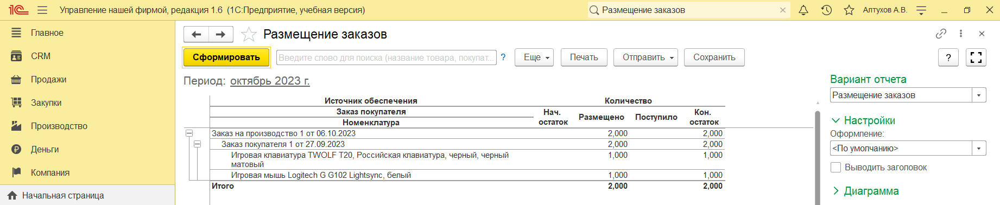 1С Управление нашей фирмой, редакция 1.6 (1С:Предприятие, учебная версия) Размещение заказов × Алтухов А.В.
Главное
CRM
Продажи
Закупки
Производство
Деньги
Компания
Начальная страница
Размещение заказов
Сформировать Введите слово для поиска (название товара, покупат... ? Еще Печать Отправить Сохранить ?
Период: октябрь 2023 г.
Источник обеспечения Количество
Заказ покупателя Нач. остаток Размещено Поступило Кон. остаток
Номенклатура
Заказ на производство 1 от 06.10.2023 2,000 2,000
Заказ покупателя 1 от 27.09.2023 2,000 2,000
Игровая клавиатура TWOLF T20, Российская клавиатура, черный, черный 1,000 1,000
матовый
Игровая мышь Logitech G G102 Lightsync, белый 1,000 1,000
Итого 2,000 2,000
Вариант отчета
Размещение заказов
Настройки
Оформление:
<По умолчанию>
Выводить заголовок
Диаграмма